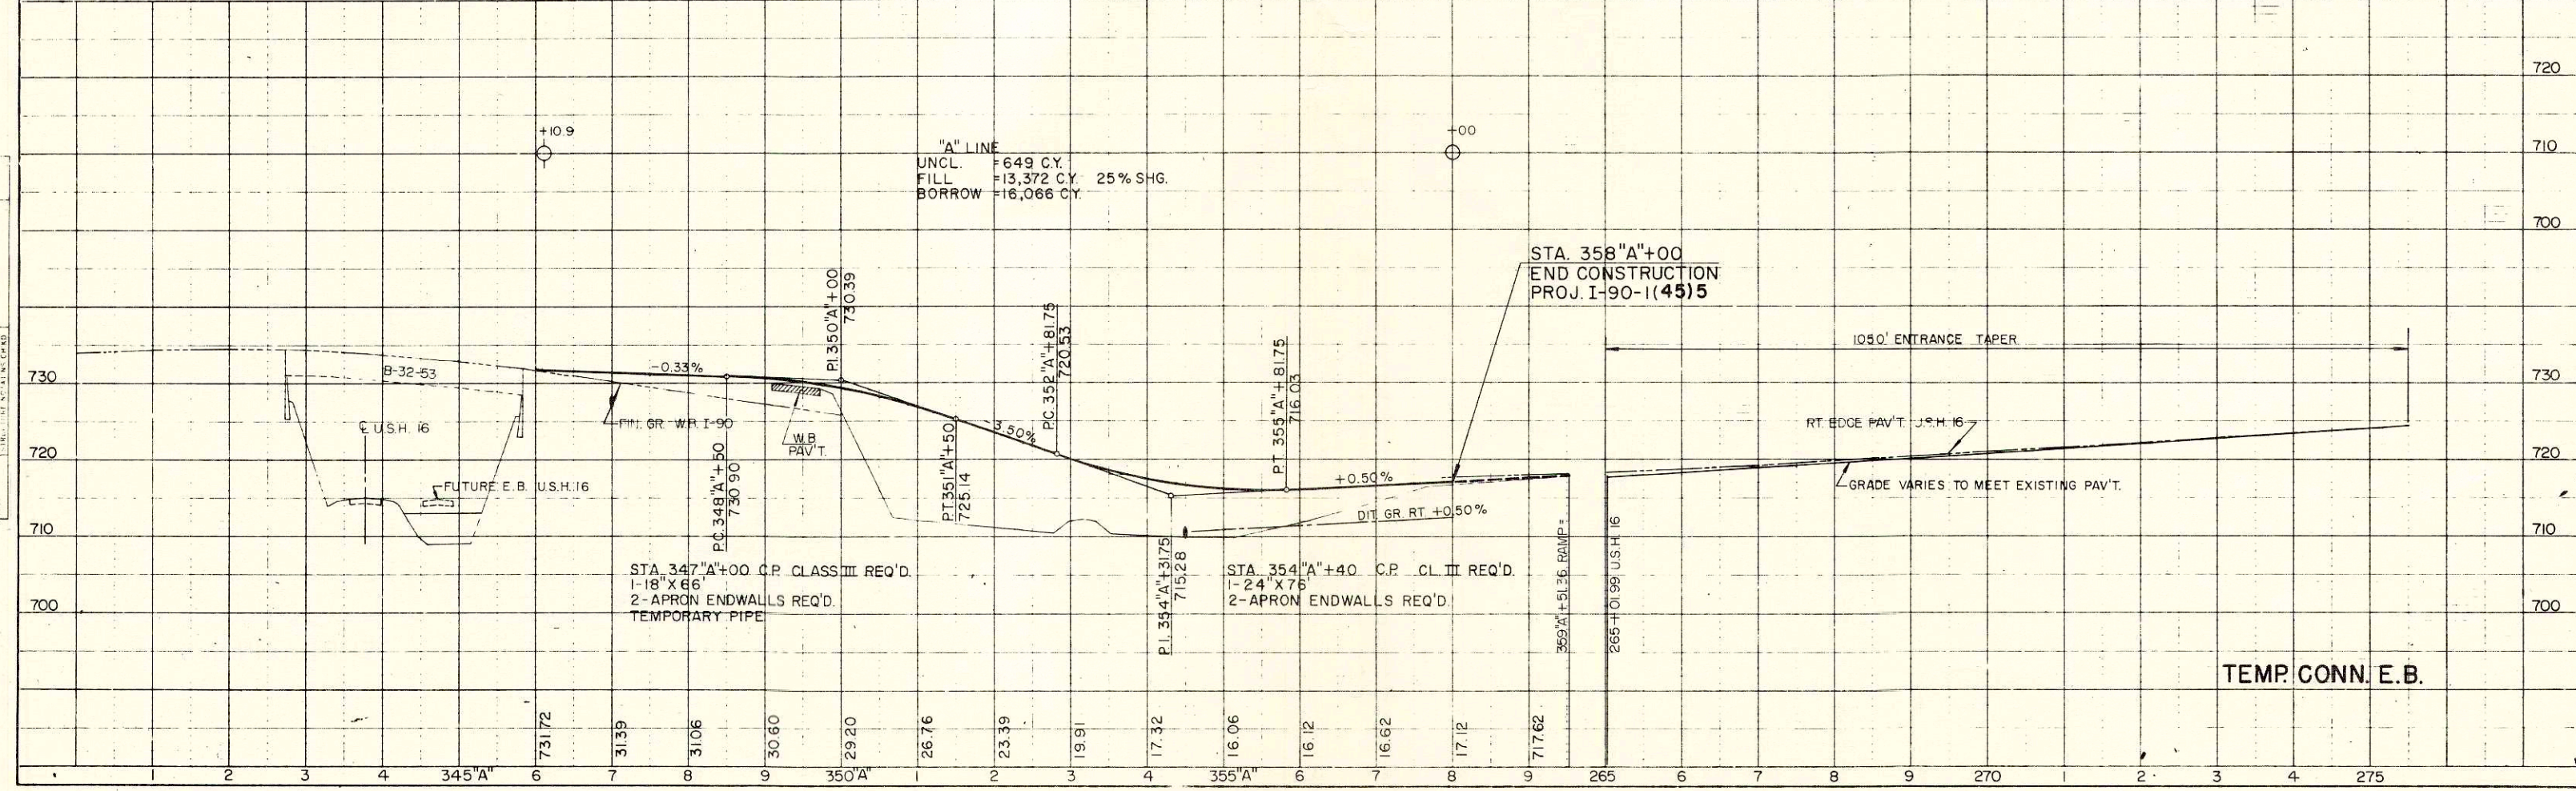 720
710
700
730
720
710
700
730
720
710
700
+10.9
"A" LINE
UNCL. =649 C.Y.
FILL =13,372 C.Y. 25% SHG.
BORROW =16,066 C.Y.
+00
STA. 358"A"+00
END CONSTRUCTION
PROJ. I-90-1(45)5
1050' ENTRANCE TAPER
B-32-53
℄ U.S.H. 16
FUTURE E.B. U.S.H. 16
-0.33%
FIN. GR. W.B. I-90
W.B.
PAV'T.
P.C. 348"A"+50
730.90
P.I. 350"A"+00
730.39
P.T. 351"A"+50
725.14
-3.50%
P.C. 352"A"+81.75
720.53
P.I. 354"A"+31.75
715.28
P.T. 355"A"+81.75
716.03
+0.50%
DIT. GR. RT. +0.50%
RT. EDGE PAV'T. U.S.H. 16
GRADE VARIES TO MEET EXISTING PAV'T.
STA. 347"A"+00 C.P. CLASS III REQ'D.
1-18"X66'
2-APRON ENDWALLS REQ'D.
TEMPORARY PIPE
STA. 354"A"+40 C.P. CL. III REQ'D.
1-24"X76'
2-APRON ENDWALLS REQ'D.
359"A"+51.36 RAMP =
265+01.99 U.S.H. 16
TEMP. CONN. E.B.
731.72
31.39
31.06
30.60
29.20
26.76
23.39
19.91
17.32
16.06
16.12
16.62
17.12
717.62
1 2 3 4 345"A" 6 7 8 9 350"A" 1 2 3 4 355"A" 6 7 8 9 265 6 7 8 9 270 1 2 3 4 275